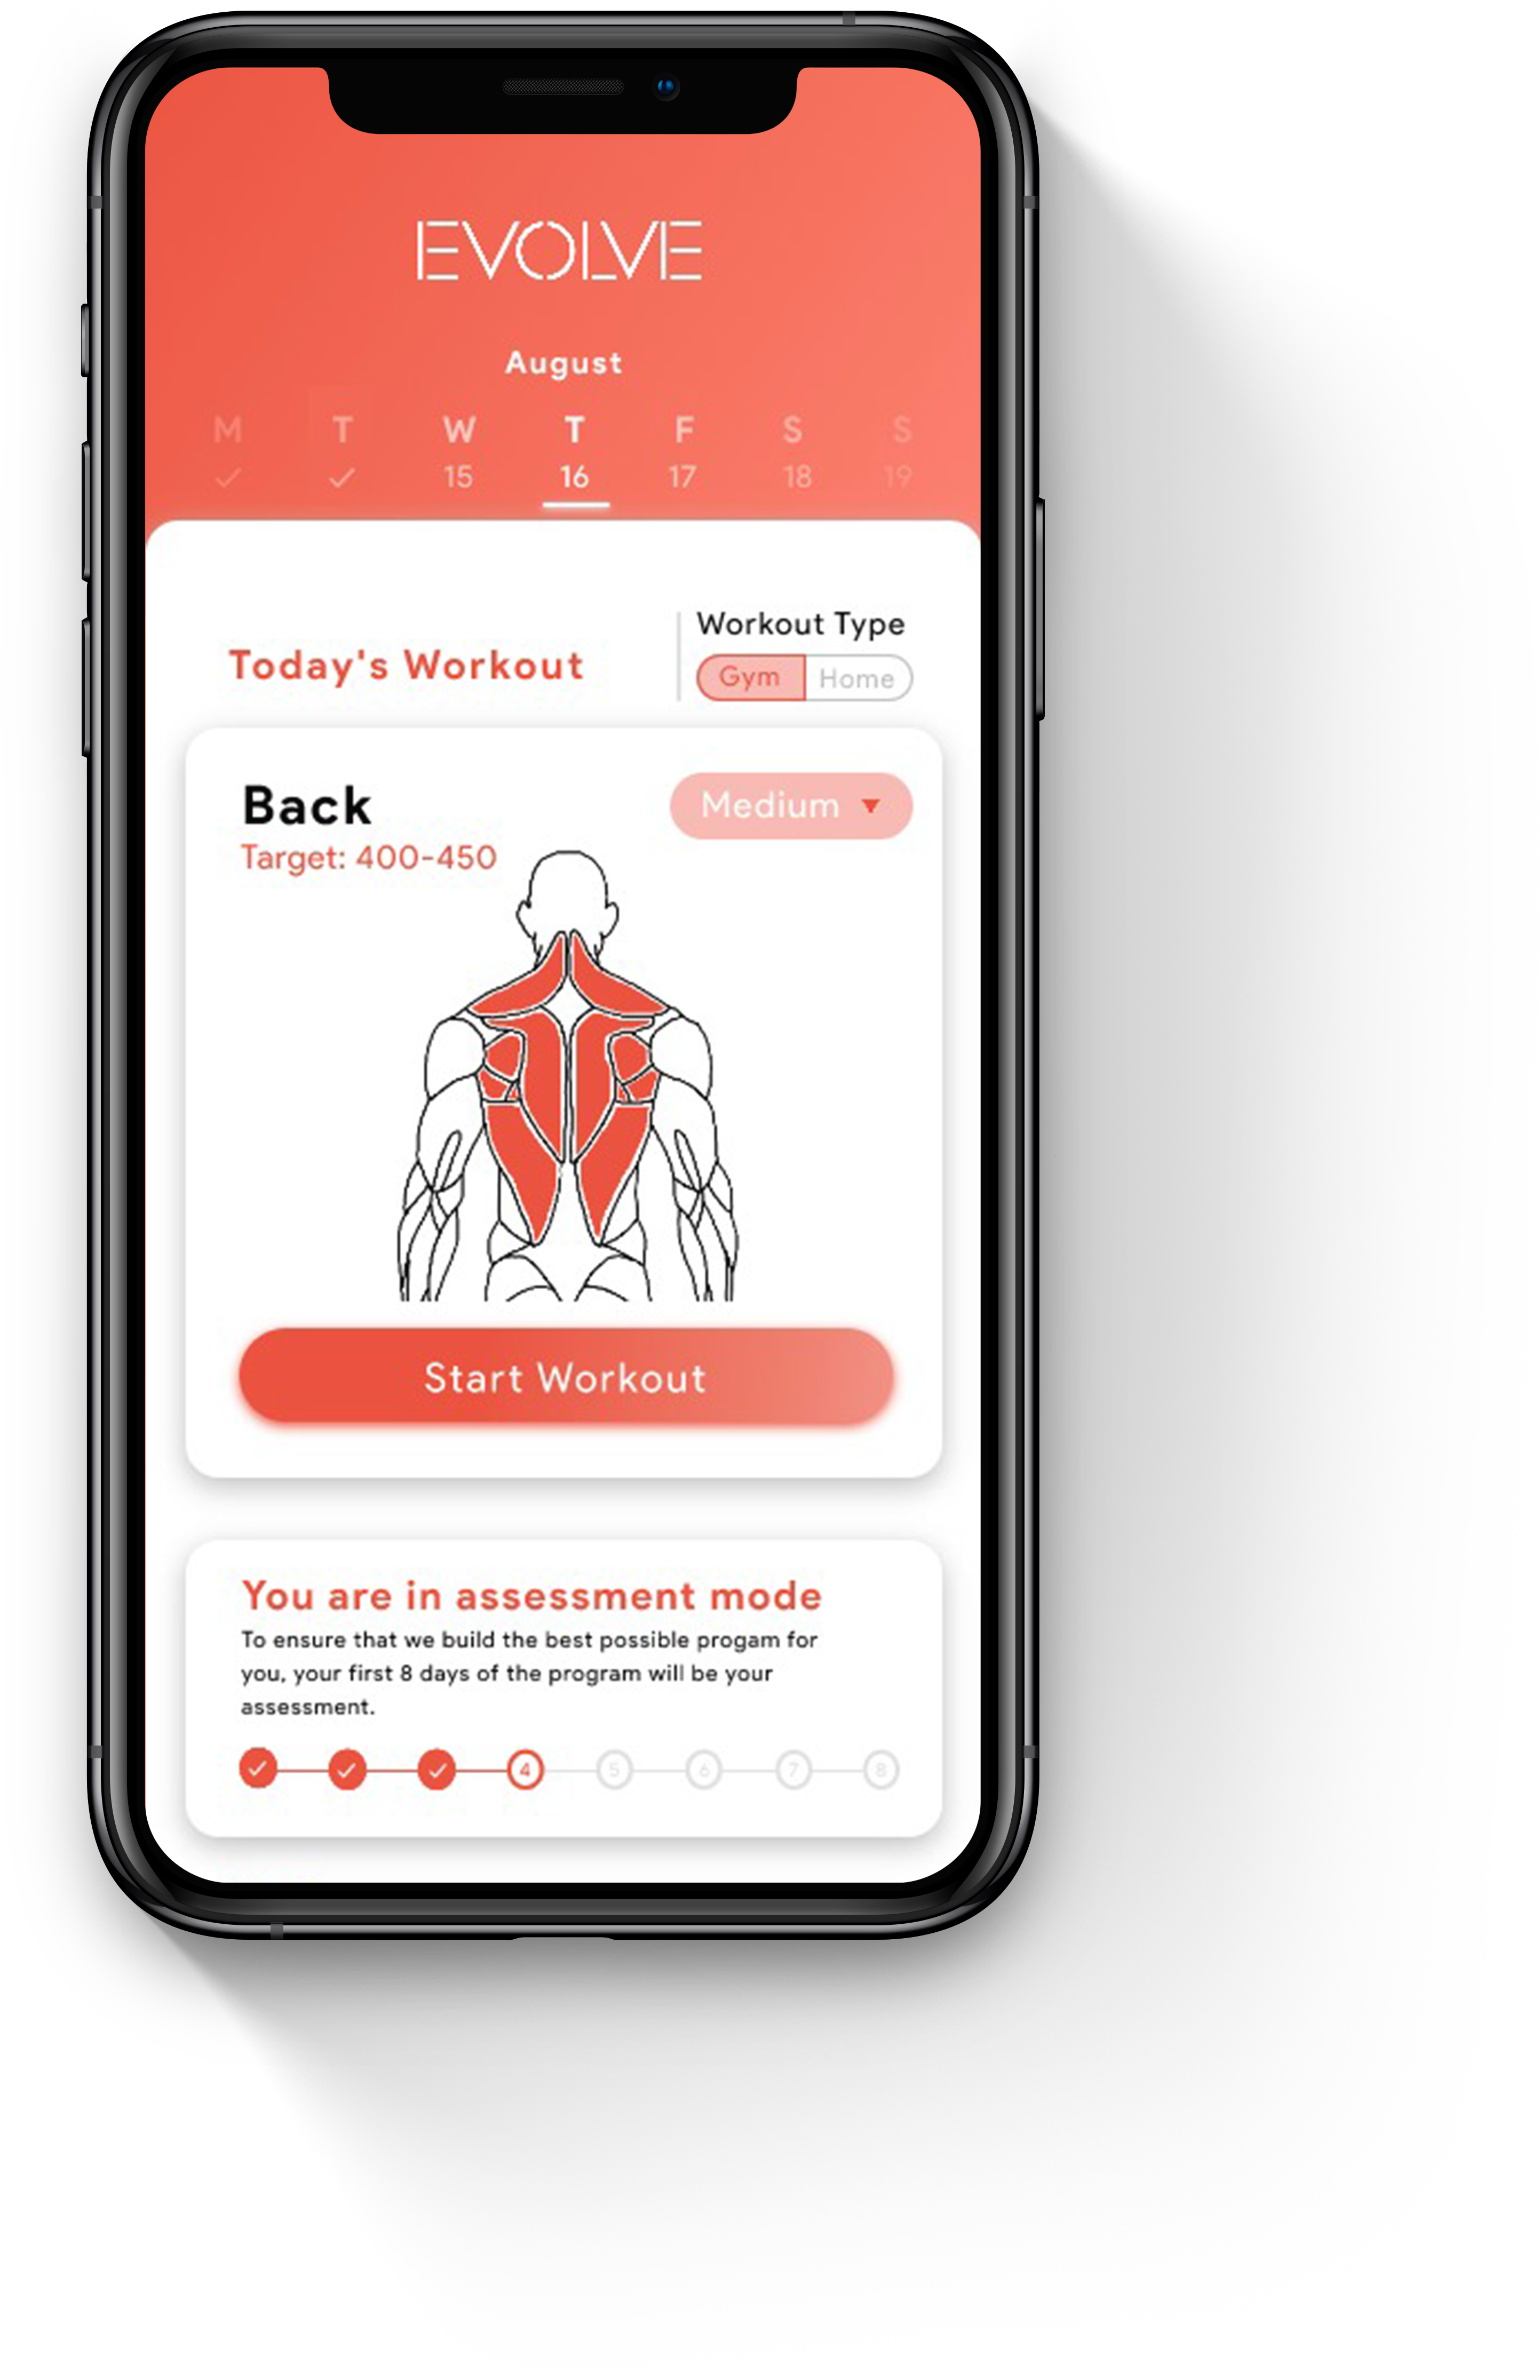 EVOLVE
August
M T W T F S S
15 16 17 18 19
Today's Workout
Workout Type
Gym Home
Back
Medium
Target: 400-450
Start Workout
You are in assessment mode
To ensure that we build the best possible progam for
you, your first 8 days of the program will be your
assessment.
4 5 6 7 8